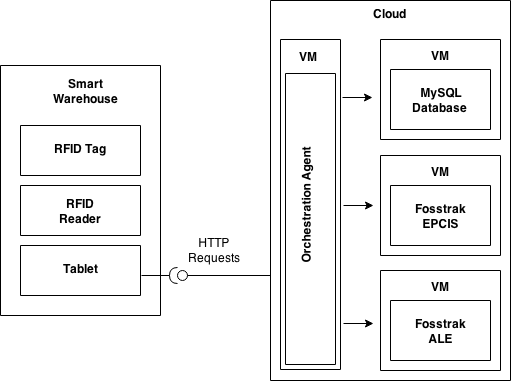 Cloud
Smart
Warehouse
RFID Tag
RFID
Reader
Tablet
HTTP
Requests
VM
Orchestration Agent
VM
MySQL
Database
VM
Fosstrak
EPCIS
VM
Fosstrak
ALE